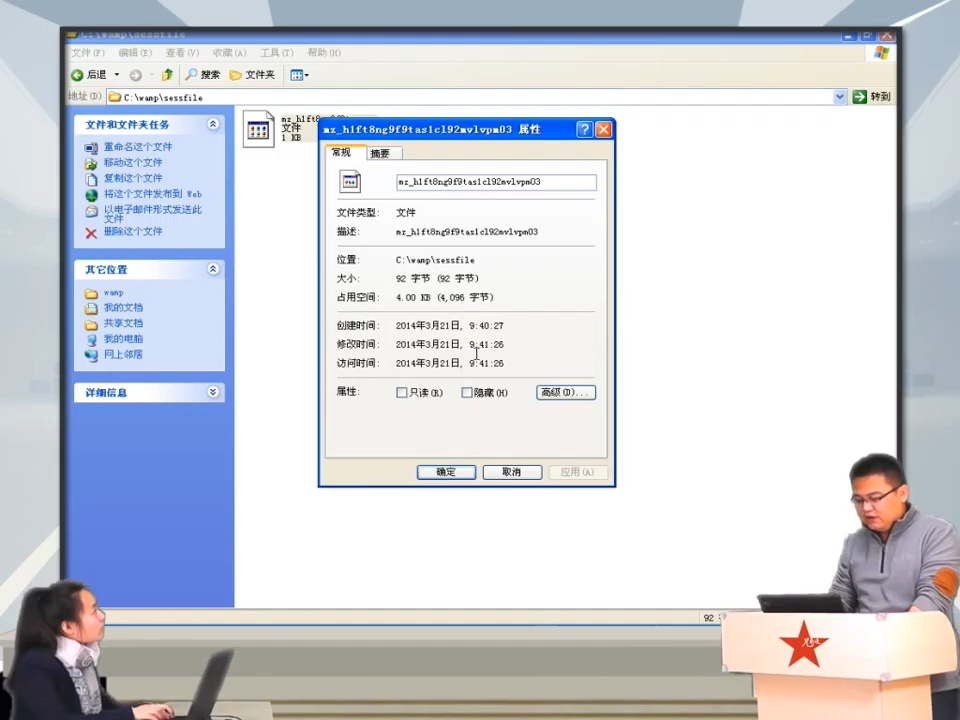 C:\wamp\sessfile
文件(F) 编辑(E) 查看(V) 收藏(A) 工具(T) 帮助(H)
后退 搜索 文件夹
地址(D) C:\wamp\sessfile 转到
文件和文件夹任务
重命名这个文件
移动这个文件
复制这个文件
将这个文件发布到 Web
以电子邮件形式发送此
文件
删除这个文件
其它位置
wamp
我的文档
共享文档
我的电脑
网上邻居
详细信息
文件
1 KB
mz_h1ft8ng9f9tas1cl92mvlvpm03 属性
常规 摘要
mz_h1ft8ng9f9tas1cl92mvlvpm03
文件类型: 文件
描述: mz_h1ft8ng9f9tas1cl92mvlvpm03
位置: C:\wamp\sessfile
大小: 92 字节 (92 字节)
占用空间: 4.00 KB (4,096 字节)
创建时间: 2014年3月21日, 9:40:27
修改时间: 2014年3月21日, 9:41:26
访问时间: 2014年3月21日, 9:41:26
属性: 只读(R) 隐藏(H) 高级(D)...
确定 取消 应用(A)
92